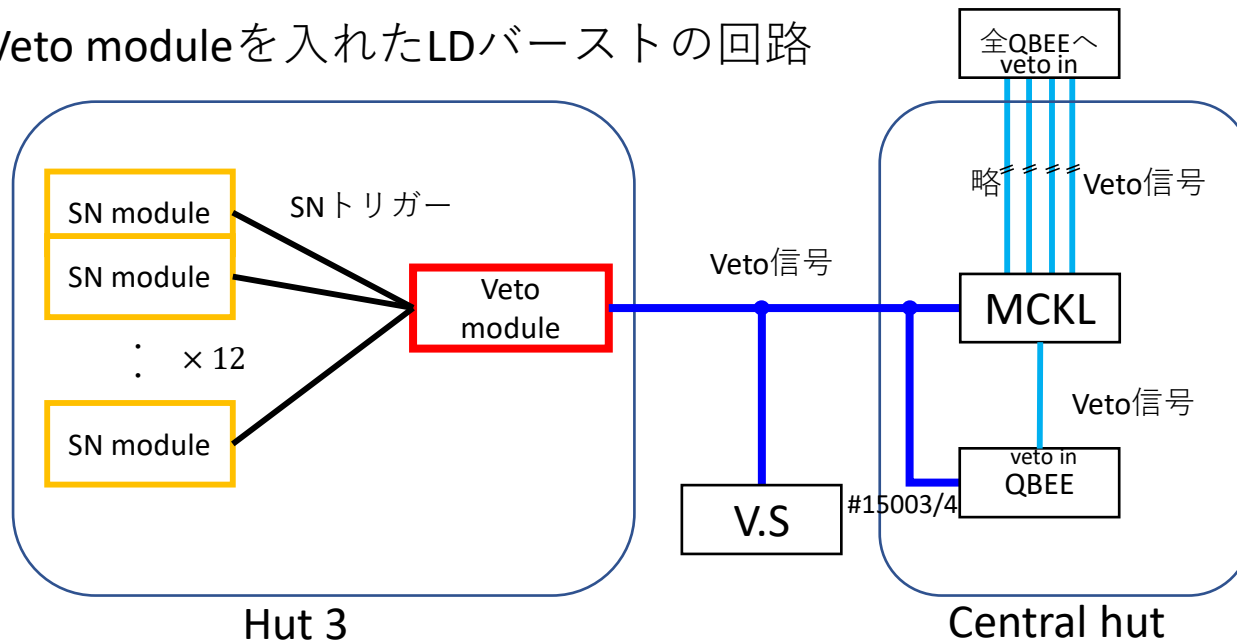 Veto moduleを入れたLDバーストの回路
全QBEEへ
veto in
SN module
SNトリガー
SN module
Veto
module
: × 12
SN module
Veto信号
略
Veto信号
MCKL
Veto信号
veto in
QBEE
#15003/4
V.S
Hut 3
Central hut